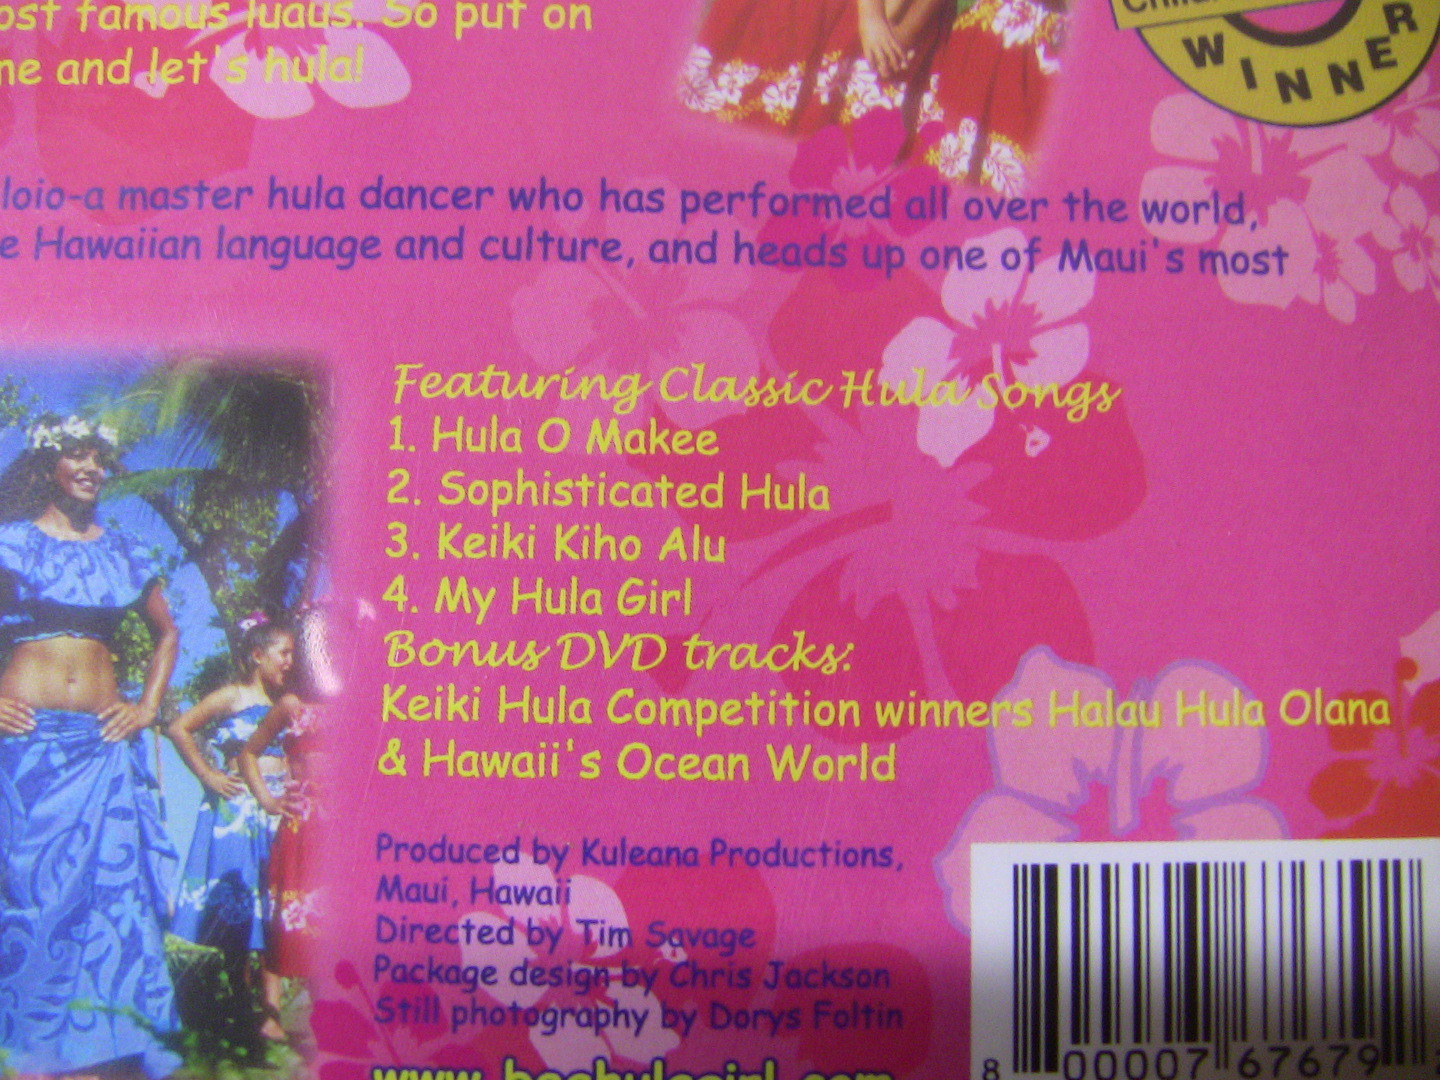 ost famous luaus. So put on
ne and let's hula!
WINNER
loio-a master hula dancer who has performed all over the world,
e Hawaiian language and culture, and heads up one of Maui's most
Featuring Classic Hula Songs
1. Hula O Makee
2. Sophisticated Hula
3. Keiki Kiho Alu
4. My Hula Girl
Bonus DVD tracks:
Keiki Hula Competition winners Halau Hula Olana
& Hawaii's Ocean World
Produced by Kuleana Productions,
Maui, Hawaii
Directed by Tim Savage
Package design by Chris Jackson
Still photography by Dorys Foltin
8 00007 67679